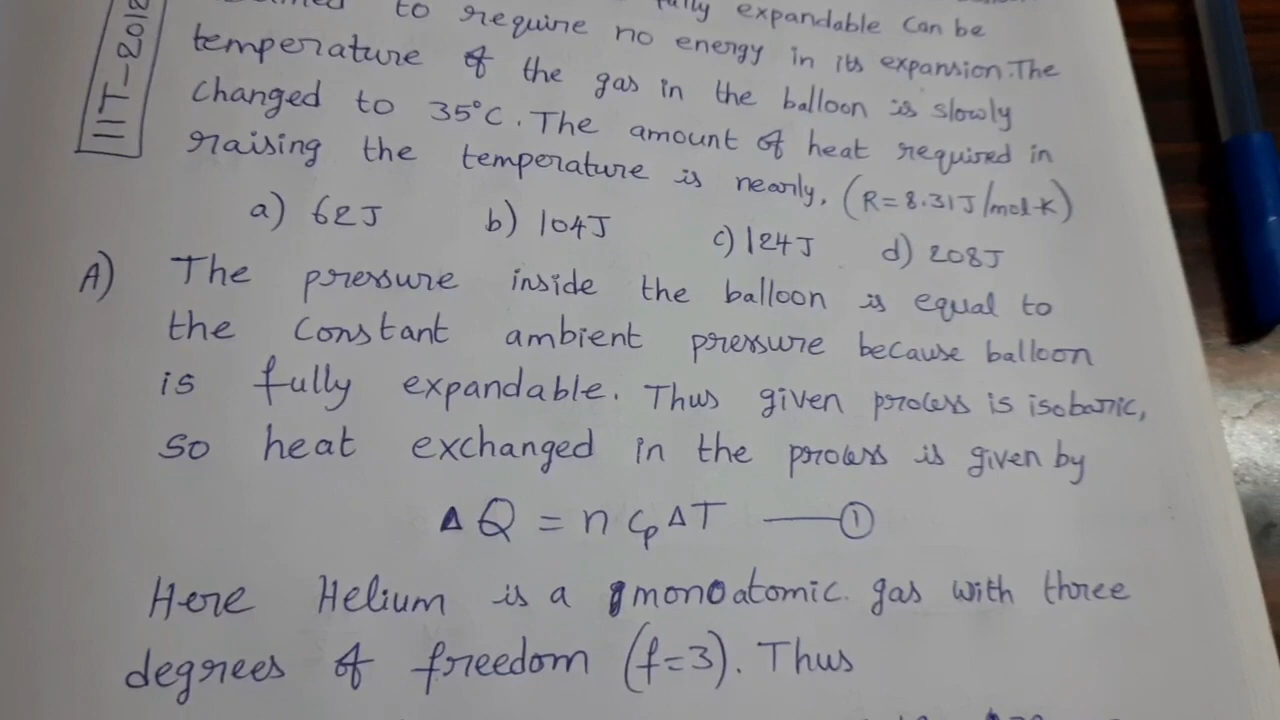 IIT-2012
to require no energy in its expansion. The
fully expandable can be
temperature of the gas in the balloon is slowly
changed to 35°C. The amount of heat required in
raising the temperature is nearly, (R=8.31J/mol-K)
a) 62J b) 104J c) 124J d) 208J
A) The pressure inside the balloon is equal to
the constant ambient pressure because balloon
is fully expandable. Thus given process is isobaric,
so heat exchanged in the process is given by
ΔQ = n Cp ΔT —①
Here Helium is a monoatomic. gas with three
degrees of freedom (f=3). Thus